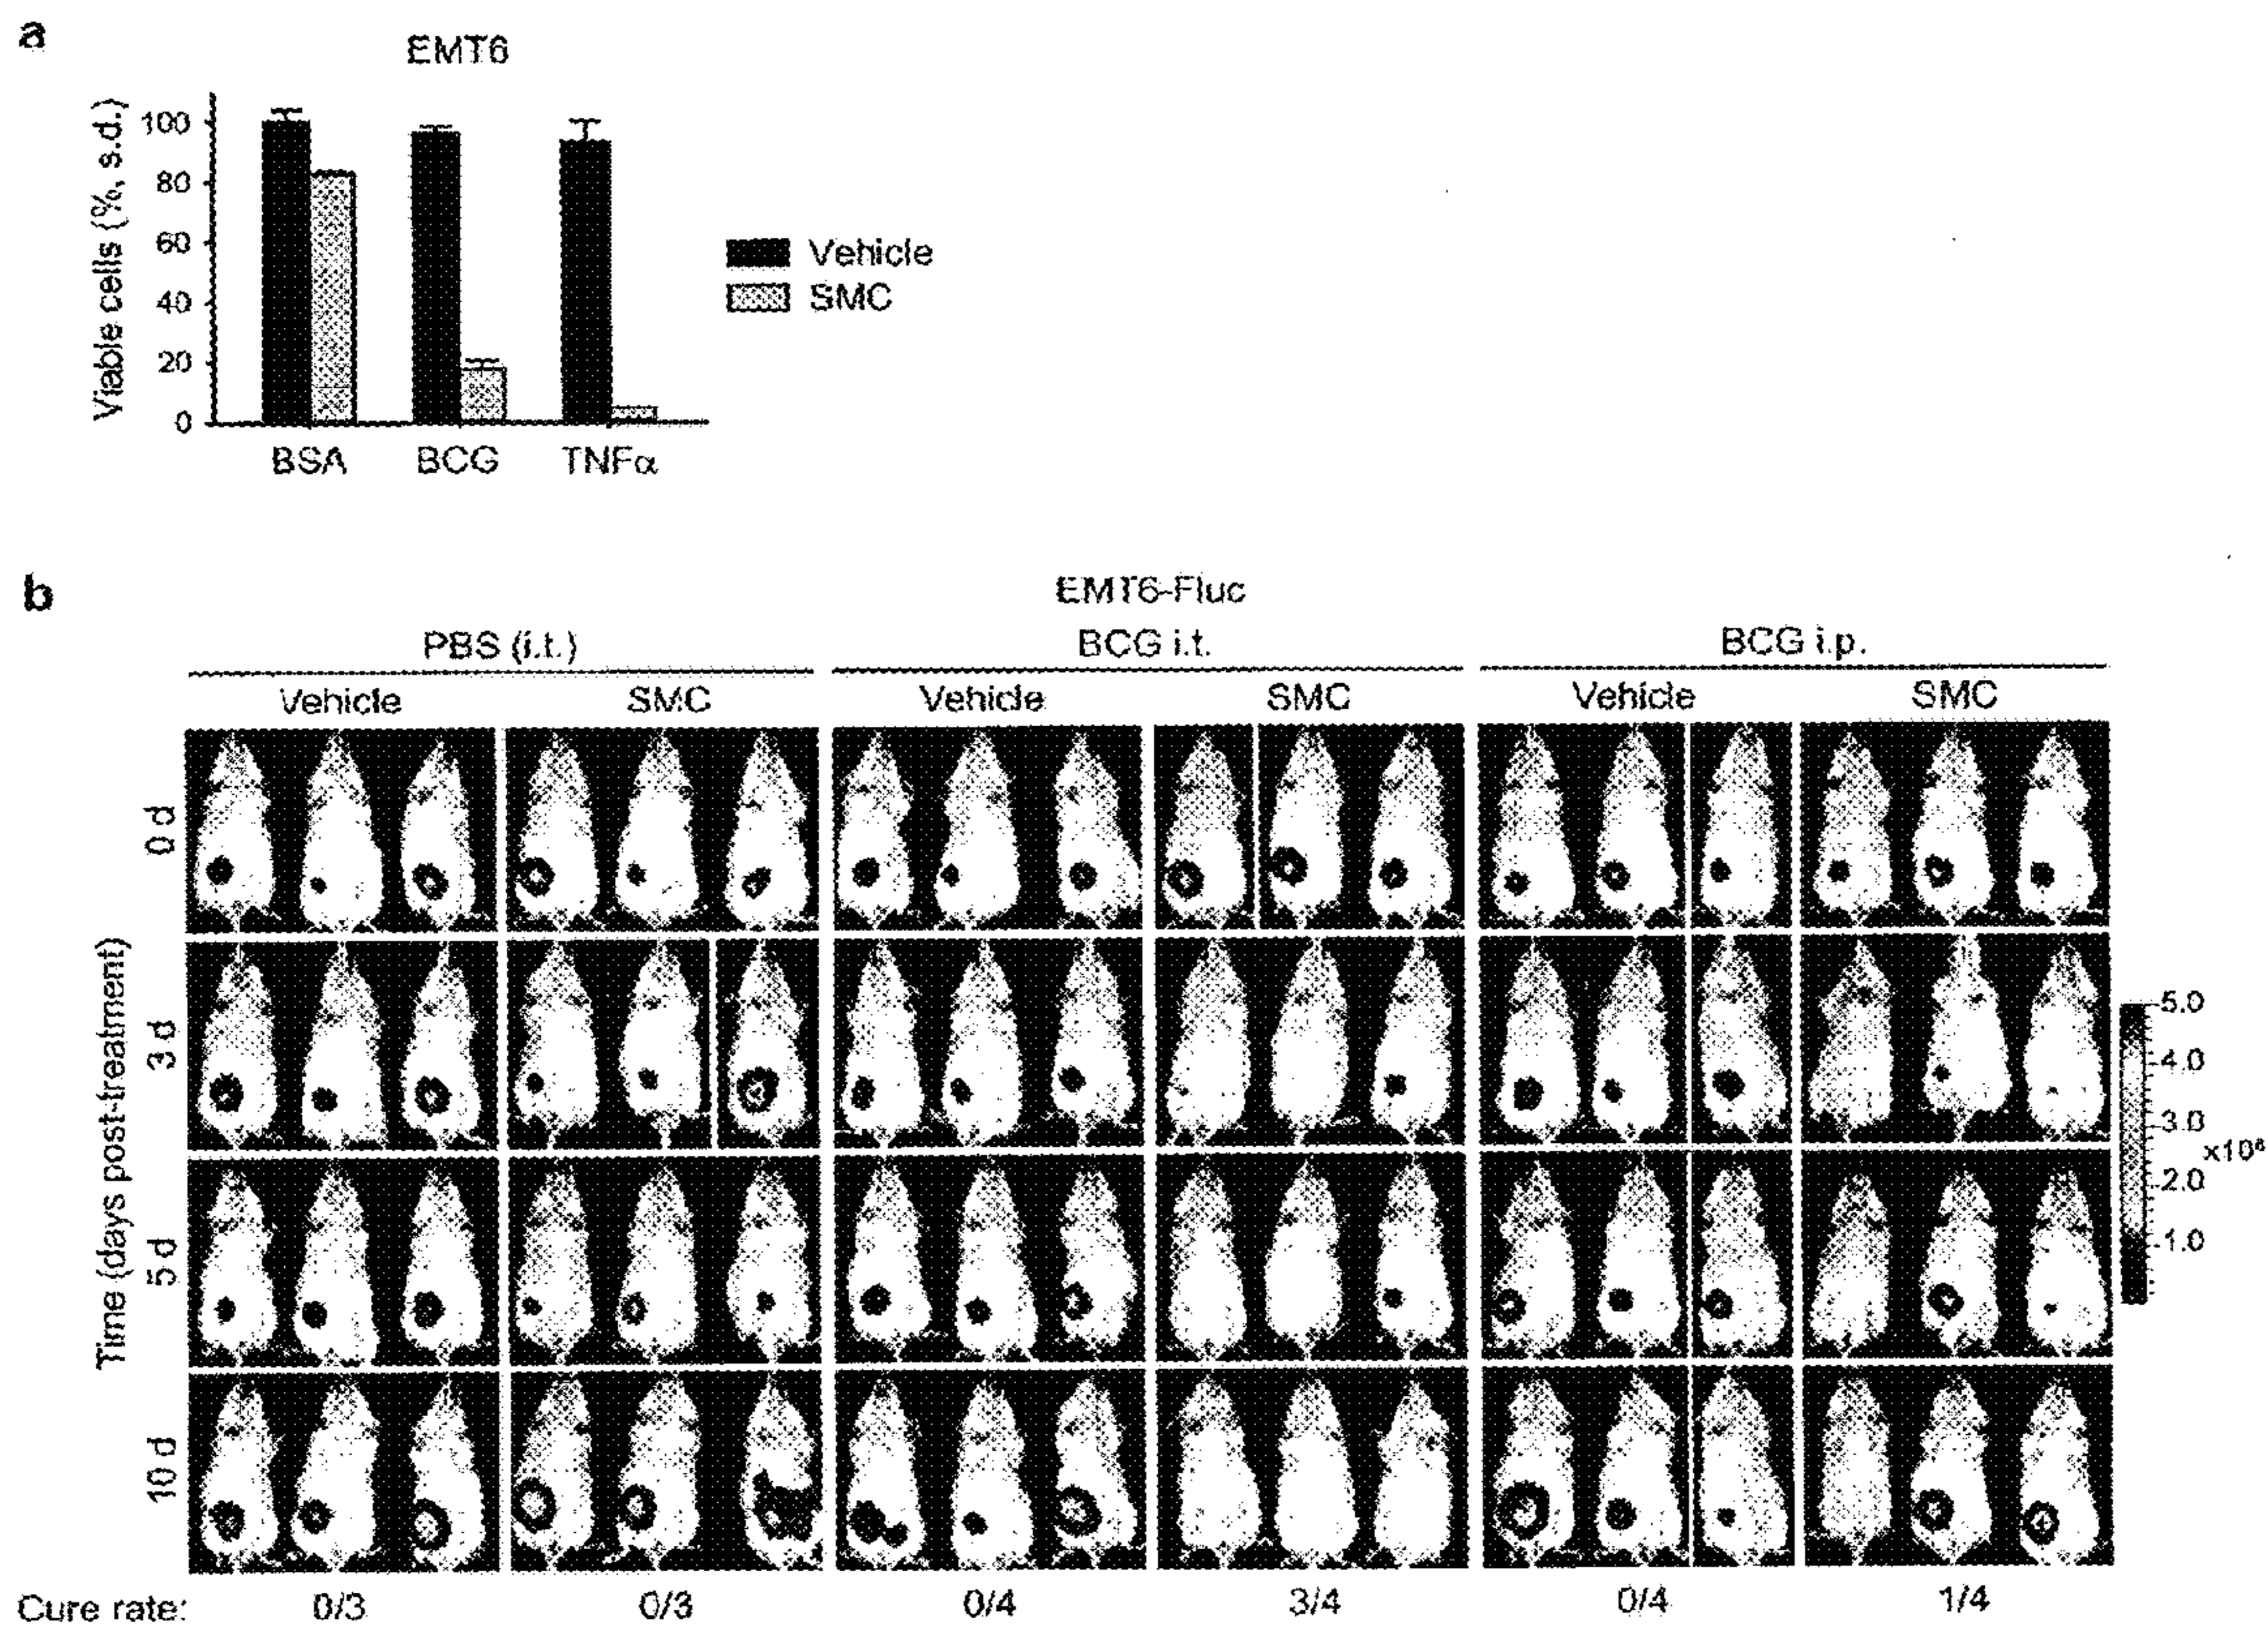 a
EMT6
Viable cells (%, s.d.)
100
80
60
40
20
0
BSA BCG TNFα
Vehicle
SMC
b
EMT6-Fluc
PBS (i.t.) BCG i.t. BCG i.p.
Vehicle SMC Vehicle SMC Vehicle SMC
Time (days post-treatment)
0 d
3 d
5 d
10 d
5.0
4.0
3.0
x10⁶
2.0
1.0
Cure rate: 0/3 0/3 0/4 3/4 0/4 1/4